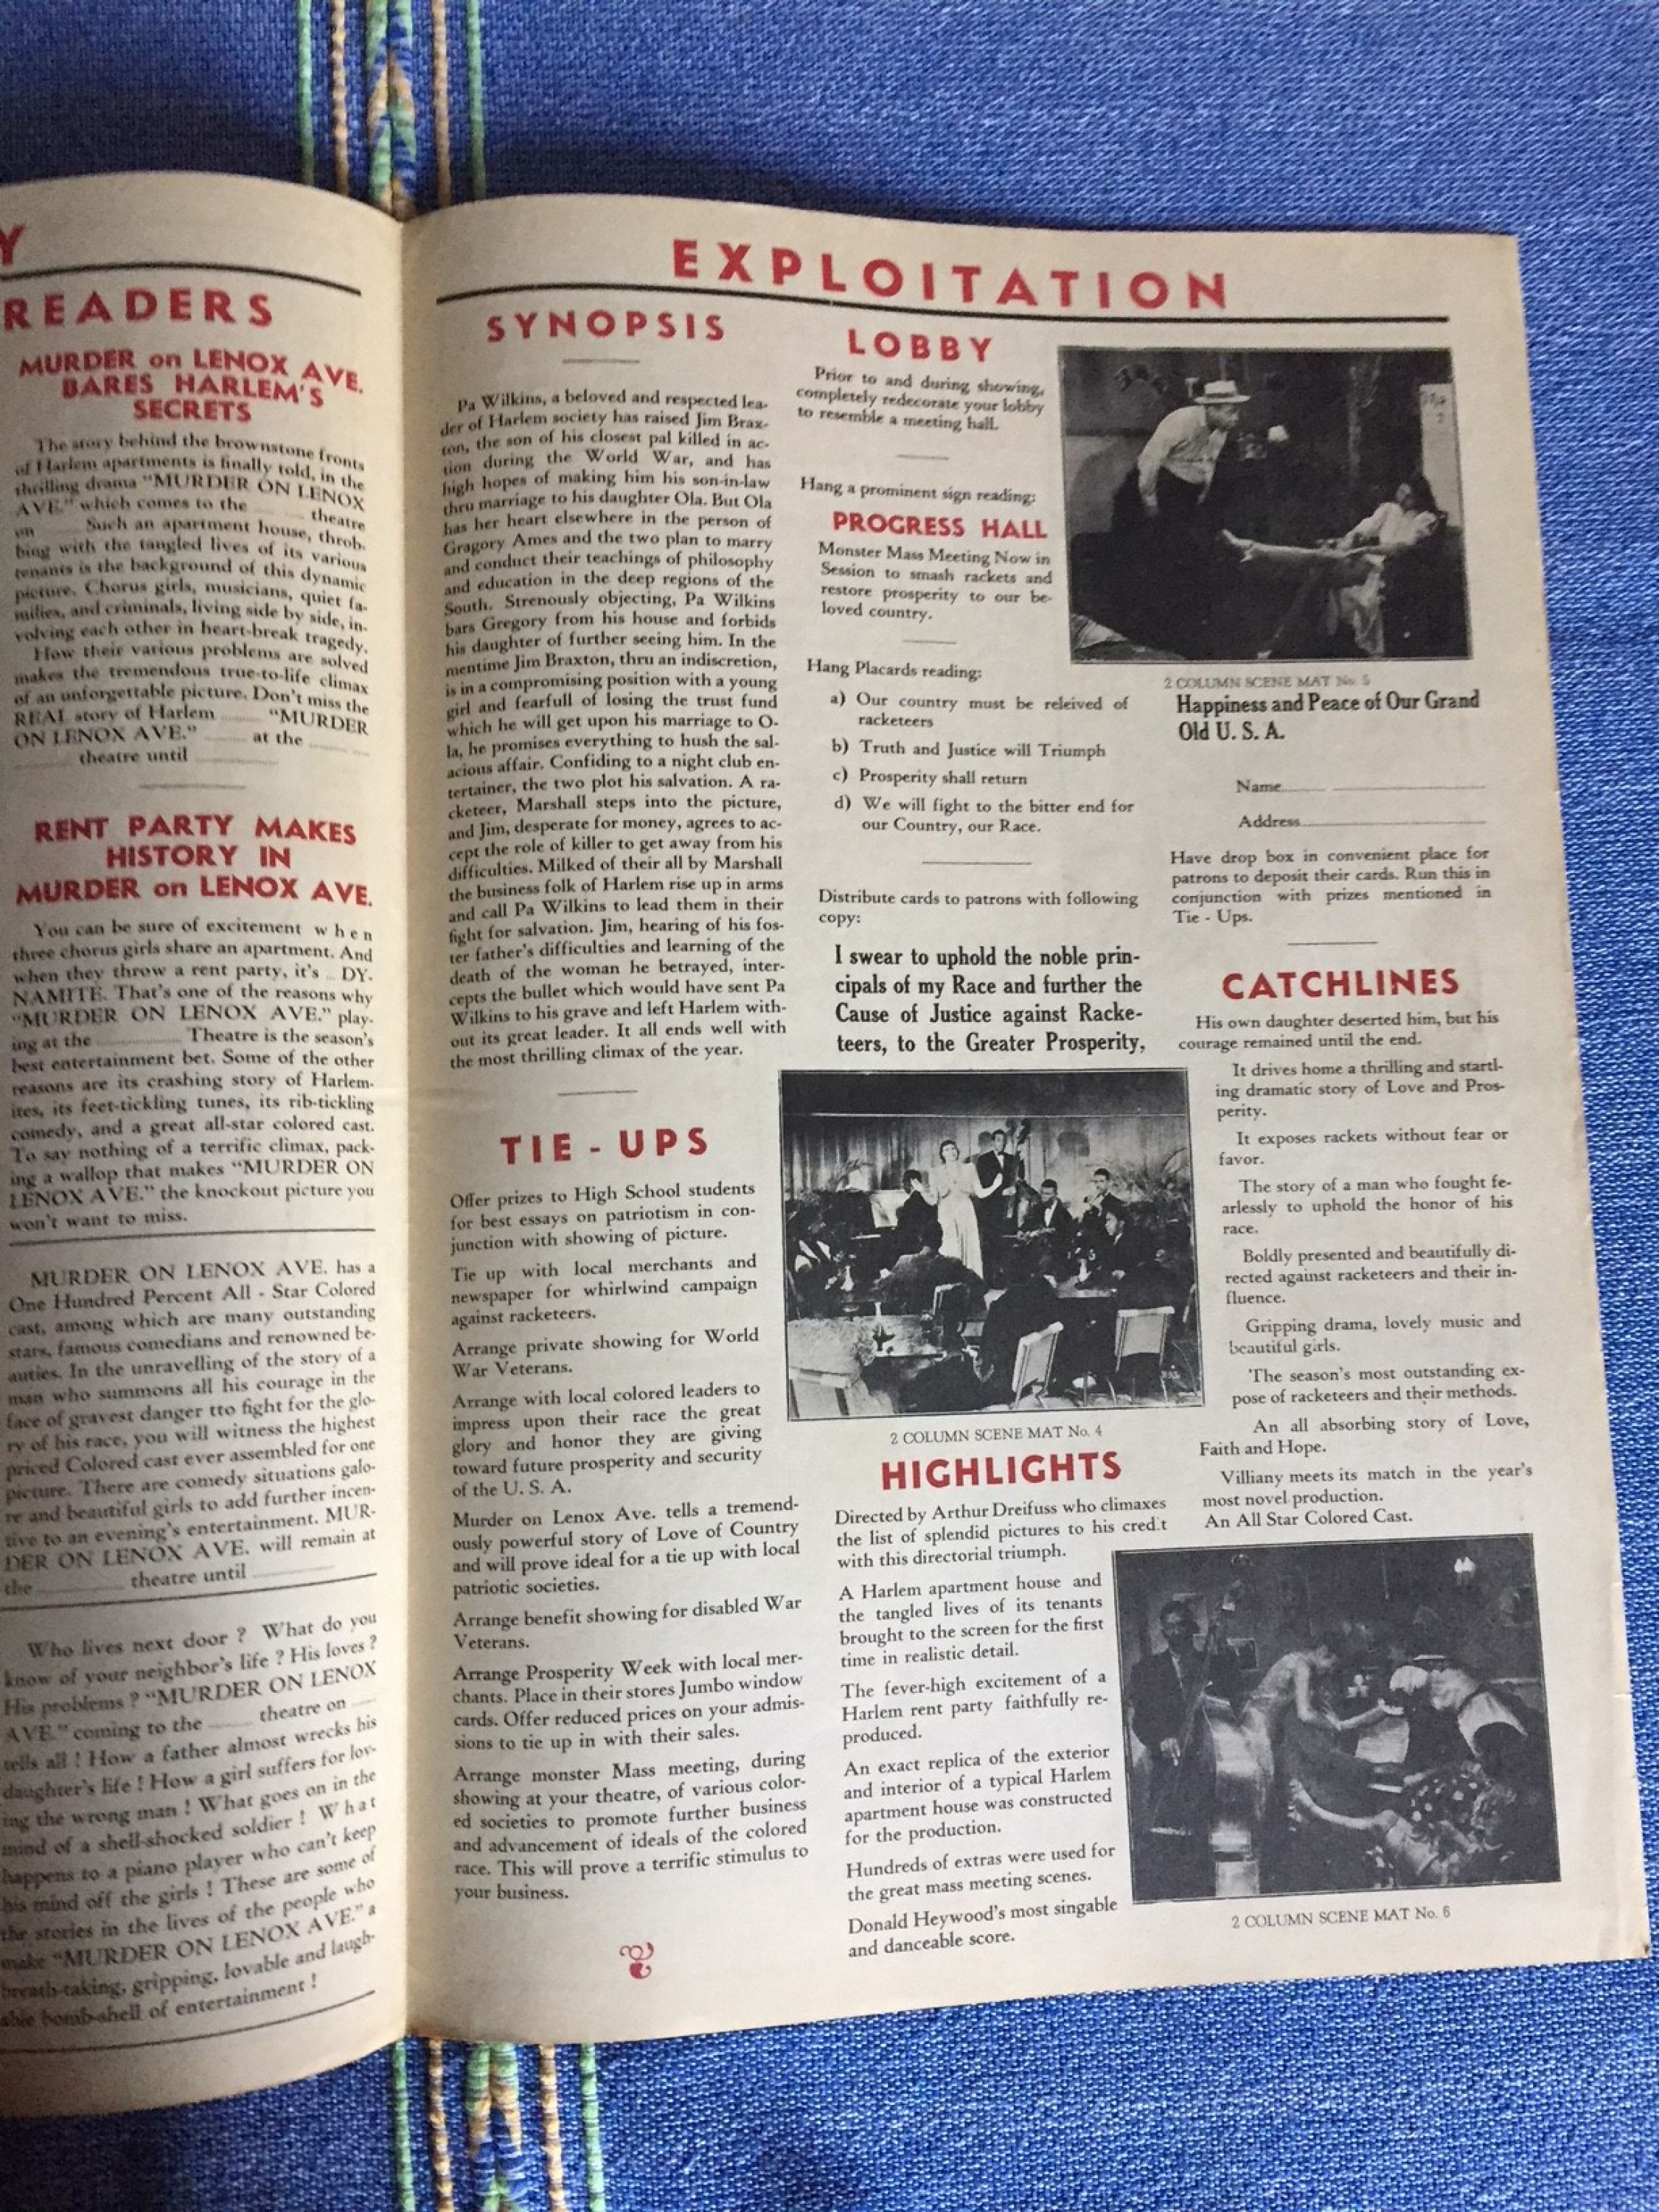 Y
READERS
MURDER on LENOX AVE.
BARES HARLEM'S
SECRETS
The story behind the brownstone fronts
of Harlem apartments is finally told, in the
thrilling drama "MURDER ON LENOX
AVE." which comes to the theatre
on Such an apartment house, throb-
bing with the tangled lives of its various
tenants is the background of this dynamic
picture. Chorus girls, musicians, quiet fa-
milies, and criminals, living side by side, in-
volving each other in heart-break tragedy.
How their various problems are solved
makes the tremendous true-to-life climax
of an unforgettable picture. Don't miss the
REAL story of Harlem "MURDER
ON LENOX AVE." at the
theatre until
RENT PARTY MAKES
HISTORY IN
MURDER on LENOX AVE.
You can be sure of excitement when
three chorus girls share an apartment. And
when they throw a rent party, it's DY-
NAMITE. That's one of the reasons why
"MURDER ON LENOX AVE." play-
ing at the Theatre is the season's
best entertainment bet. Some of the other
reasons are its crashing story of Harlem-
ites, its feet-tickling tunes, its rib-tickling
comedy, and a great all-star colored cast.
To say nothing of a terrific climax, pack-
ing a wallop that makes "MURDER ON
LENOX AVE." the knockout picture you
won't want to miss.
MURDER ON LENOX AVE. has a
One Hundred Percent All - Star Colored
cast, among which are many outstanding
stars, famous comedians and renowned be-
auties. In the unravelling of the story of a
man who summons all his courage in the
face of gravest danger tto fight for the glo-
ry of his race, you will witness the highest
priced Colored cast ever assembled for one
picture. There are comedy situations galo-
re and beautiful girls to add further incen-
tive to an evening's entertainment. MUR-
DER ON LENOX AVE. will remain at
the theatre until
Who lives next door ? What do you
know of your neighbor's life ? His loves ?
His problems ? "MURDER ON LENOX
AVE." coming to the theatre on
tells all ! How a father almost wrecks his
daughter's life ! How a girl suffers for lov-
ing the wrong man ! What goes on in the
mind of a shell-shocked soldier ! What
happens to a piano player who can't keep
his mind off the girls ! These are some of
the stories in the lives of the people who
make "MURDER ON LENOX AVE." a
breath-taking, gripping, lovable and laugh-
able bomb-shell of entertainment !
EXPLOITATION
SYNOPSIS
Pa Wilkins, a beloved and respected lea-
der of Harlem society has raised Jim Brax-
ton, the son of his closest pal killed in ac-
tion during the World War, and has
high hopes of making him his son-in-law
thru marriage to his daughter Ola. But Ola
has her heart elsewhere in the person of
Gragory Ames and the two plan to marry
and conduct their teachings of philosophy
and education in the deep regions of the
South. Strenously objecting, Pa Wilkins
bars Gregory from his house and forbids
his daughter of further seeing him. In the
mentime Jim Braxton, thru an indiscretion,
is in a compromising position with a young
girl and fearfull of losing the trust fund
which he will get upon his marriage to O-
la, he promises everything to hush the sal-
acious affair. Confiding to a night club en-
tertainer, the two plot his salvation. A ra-
cketeer, Marshall steps into the picture,
and Jim, desperate for money, agrees to ac-
cept the role of killer to get away from his
difficulties. Milked of their all by Marshall
the business folk of Harlem rise up in arms
and call Pa Wilkins to lead them in their
fight for salvation. Jim, hearing of his fos-
ter father's difficulties and learning of the
death of the woman he betrayed, inter-
cepts the bullet which would have sent Pa
Wilkins to his grave and left Harlem with-
out its great leader. It all ends well with
the most thrilling climax of the year.
TIE - UPS
Offer prizes to High School students
for best essays on patriotism in con-
junction with showing of picture.
Tie up with local merchants and
newspaper for whirlwind campaign
against racketeers.
Arrange private showing for World
War Veterans.
Arrange with local colored leaders to
impress upon their race the great
glory and honor they are giving
toward future prosperity and security
of the U. S. A.
Murder on Lenox Ave. tells a tremend-
ously powerful story of Love of Country
and will prove ideal for a tie up with local
patriotic societies.
Arrange benefit showing for disabled War
Veterans.
Arrange Prosperity Week with local mer-
chants. Place in their stores Jumbo window
cards. Offer reduced prices on your admis-
sions to tie up in with their sales.
Arrange monster Mass meeting, during
showing at your theatre, of various color-
ed societies to promote further business
and advancement of ideals of the colored
race. This will prove a terrific stimulus to
your business.
LOBBY
Prior to and during showing,
completely redecorate your lobby
to resemble a meeting hall.
Hang a prominent sign reading:
PROGRESS HALL
Monster Mass Meeting Now in
Session to smash rackets and
restore prosperity to our be-
loved country.
Hang Placards reading:
a) Our country must be releived of
racketeers
b) Truth and Justice will Triumph
c) Prosperity shall return
d) We will fight to the bitter end for
our Country, our Race.
Distribute cards to patrons with following
copy:
I swear to uphold the noble prin-
cipals of my Race and further the
Cause of Justice against Racke-
teers, to the Greater Prosperity,
2 COLUMN SCENE MAT No. 4
HIGHLIGHTS
Directed by Arthur Dreifuss who climaxes
the list of splendid pictures to his credit
with this directorial triumph.
A Harlem apartment house and
the tangled lives of its tenants
brought to the screen for the first
time in realistic detail.
The fever-high excitement of a
Harlem rent party faithfully re-
produced.
An exact replica of the exterior
and interior of a typical Harlem
apartment house was constructed
for the production.
Hundreds of extras were used for
the great mass meeting scenes.
Donald Heywood's most singable
and danceable score.
2 COLUMN SCENE MAT No. 5
Happiness and Peace of Our Grand
Old U. S. A.
Name
Address
Have drop box in convenient place for
patrons to deposit their cards. Run this in
conjunction with prizes mentioned in
Tie - Ups.
CATCHLINES
His own daughter deserted him, but his
courage remained until the end.
It drives home a thrilling and startl-
ing dramatic story of Love and Pros-
perity.
It exposes rackets without fear or
favor.
The story of a man who fought fe-
arlessly to uphold the honor of his
race.
Boldly presented and beautifully di-
rected against racketeers and their in-
fluence.
Gripping drama, lovely music and
beautiful girls.
'The season's most outstanding ex-
pose of racketeers and their methods.
An all absorbing story of Love,
Faith and Hope.
Villiany meets its match in the year's
most novel production.
An All Star Colored Cast.
2 COLUMN SCENE MAT No. 6